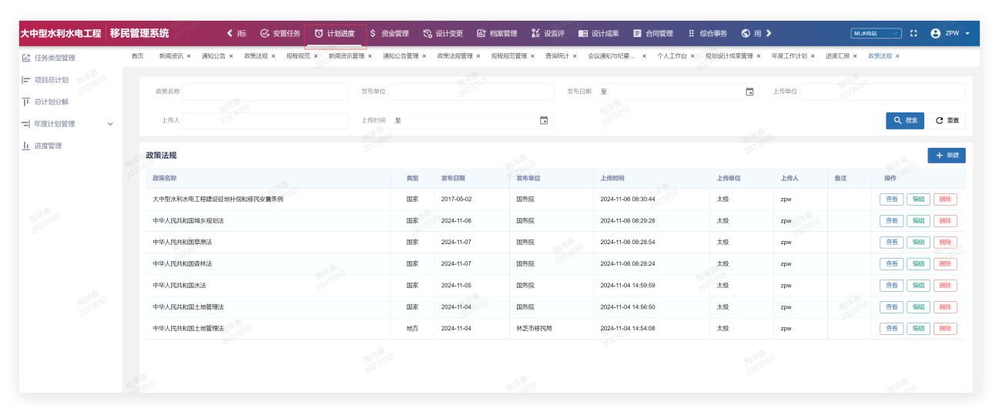 大中型水利水电工程 移民管理系统 标 安置任务 计划进度 资金管理 设计变更 档案管理 设监评 设计成果 合同管理 综合事务 用 ML水电站 ZPW
首页 新闻资讯 × 通知公告 × 政策法规 × 规程规范 × 新闻资讯管理 × 通知公告管理 × 政策法规管理 × 规程规范管理 × 查询统计 × 会议通知与纪要... × 个人工作台 × 规划设计成果管理 × 年度工作计划 × 进度汇报 × 政策法规 ×
任务类型管理
项目总计划
总计划分解
年度计划管理
进度管理
政策名称 发布单位 发布日期 至 上传单位
上传人 上传时间 至 搜索 重置
政策法规 + 新建
政策名称 类型 发布日期 发布单位 上传时间 上传单位 上传人 备注 操作
大中型水利水电工程建设征地补偿和移民安置条例 国家 2017-05-02 国务院 2024-11-06 08:30:44 太极 zpw 查看 编辑 删除
中华人民共和国城乡规划法 国家 2024-11-08 国务院 2024-11-06 08:29:28 太极 zpw 查看 编辑 删除
中华人民共和国草原法 国家 2024-11-07 国务院 2024-11-06 08:28:54 太极 zpw 查看 编辑 删除
中华人民共和国森林法 国家 2024-11-07 国务院 2024-11-06 08:28:24 太极 zpw 查看 编辑 删除
中华人民共和国水法 国家 2024-11-05 国务院 2024-11-04 14:59:59 太极 zpw 查看 编辑 删除
中华人民共和国土地管理法 国家 2024-11-04 国务院 2024-11-04 14:56:50 太极 zpw 查看 编辑 删除
中华人民共和国土地管理法 地方 2024-11-04 林芝市移民局 2024-11-04 14:54:08 太极 zpw 查看 编辑 删除